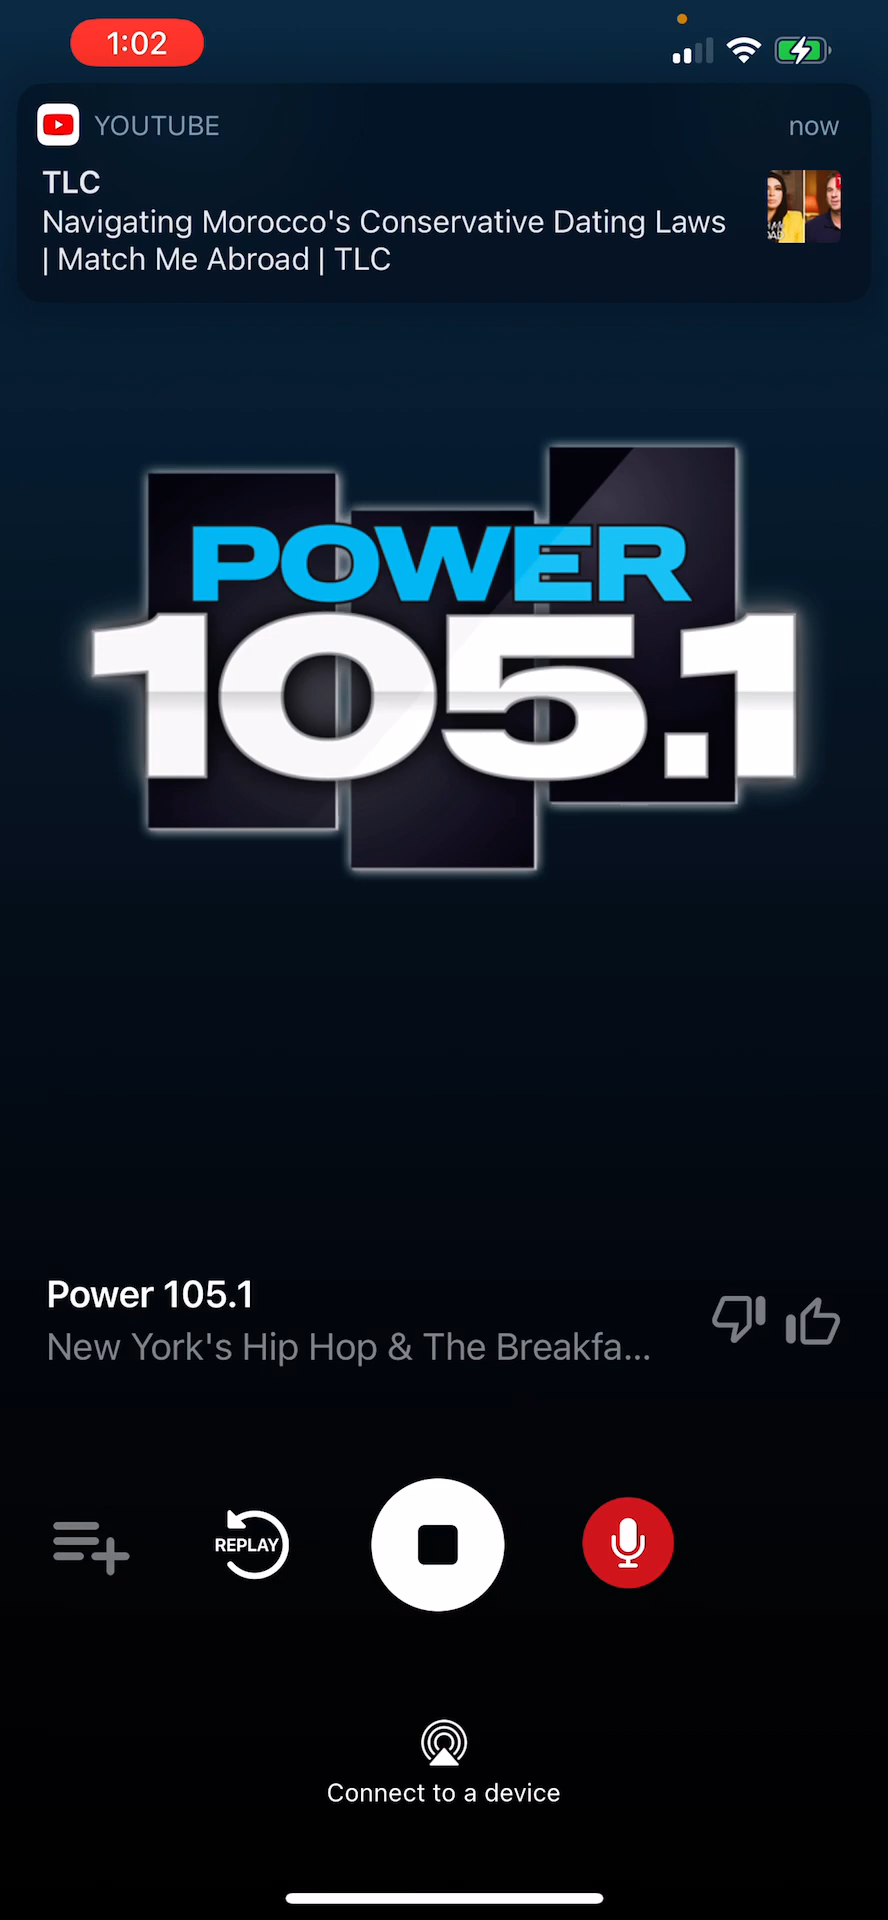 1:02
YOUTUBE
now
TLC
Navigating Morocco's Conservative Dating Laws
| Match Me Abroad | TLC
POWER
105.1
Power 105.1
New York's Hip Hop & The Breakfa...
REPLAY
Connect to a device